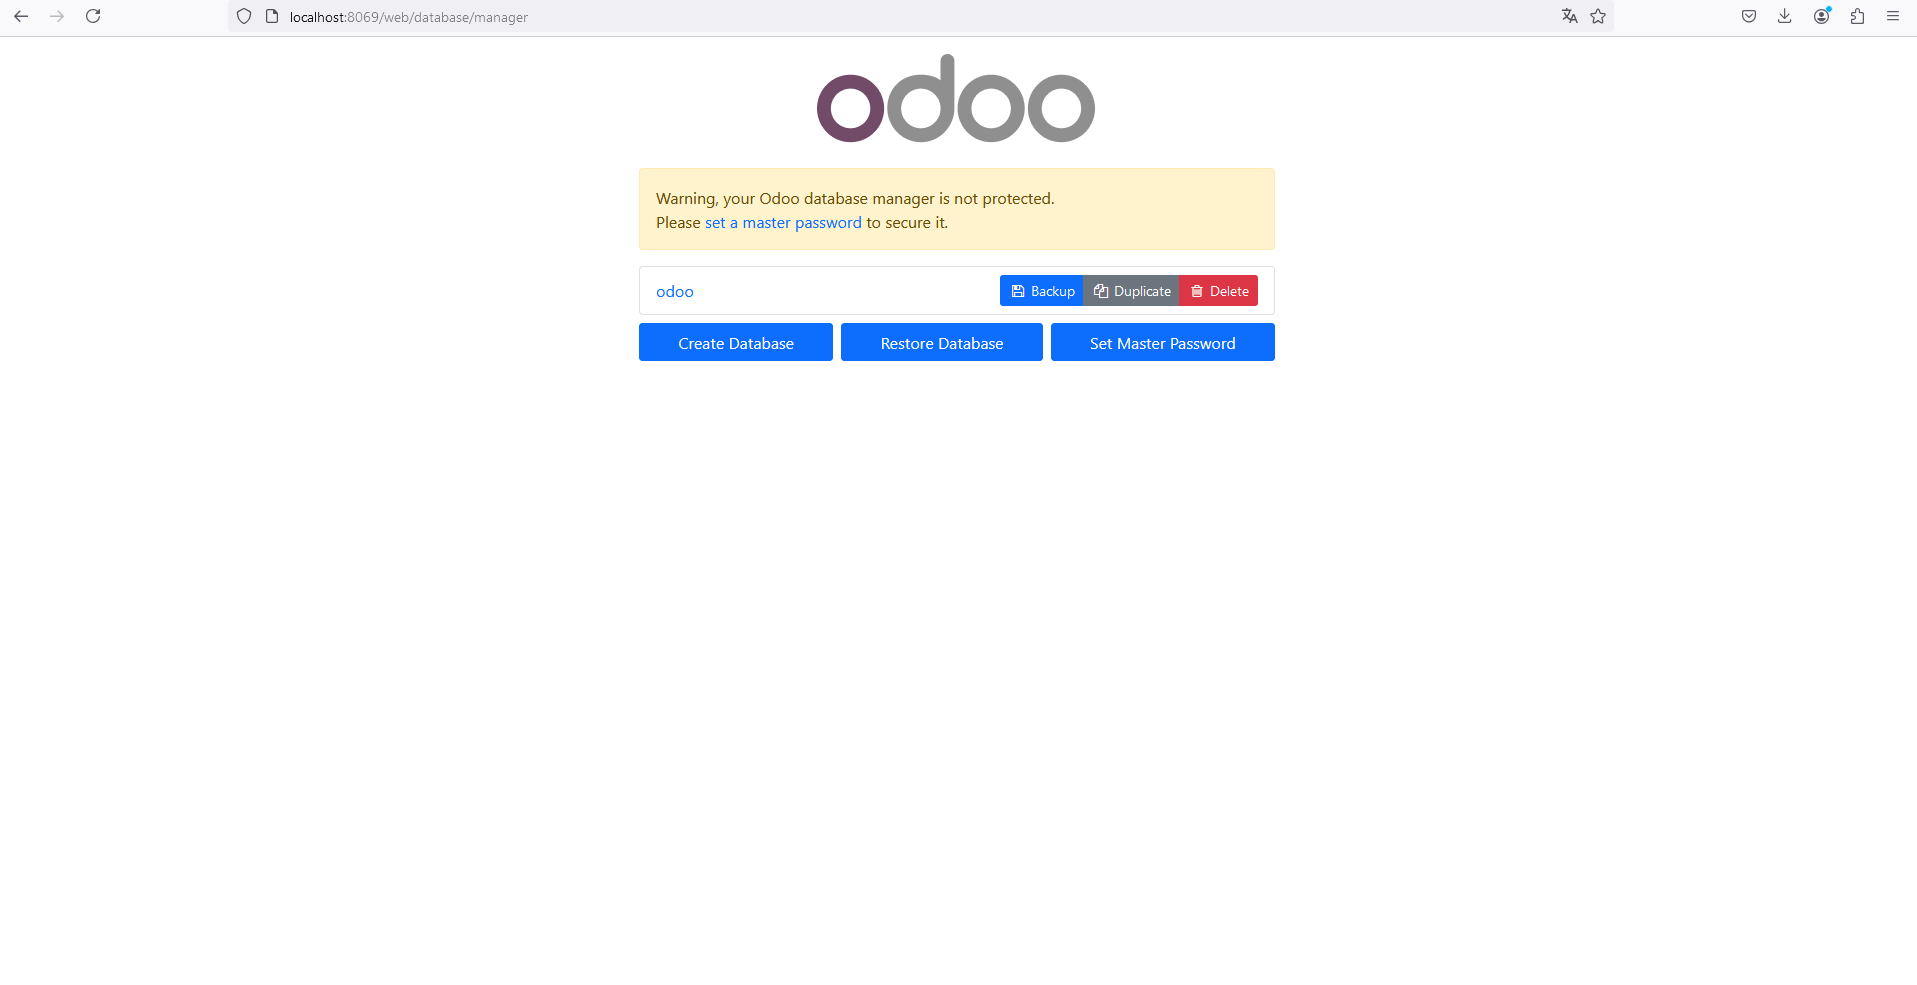 localhost:8069/web/database/manager
odoo
Warning, your Odoo database manager is not protected.
Please set a master password to secure it.
odoo Backup Duplicate Delete
Create Database Restore Database Set Master Password